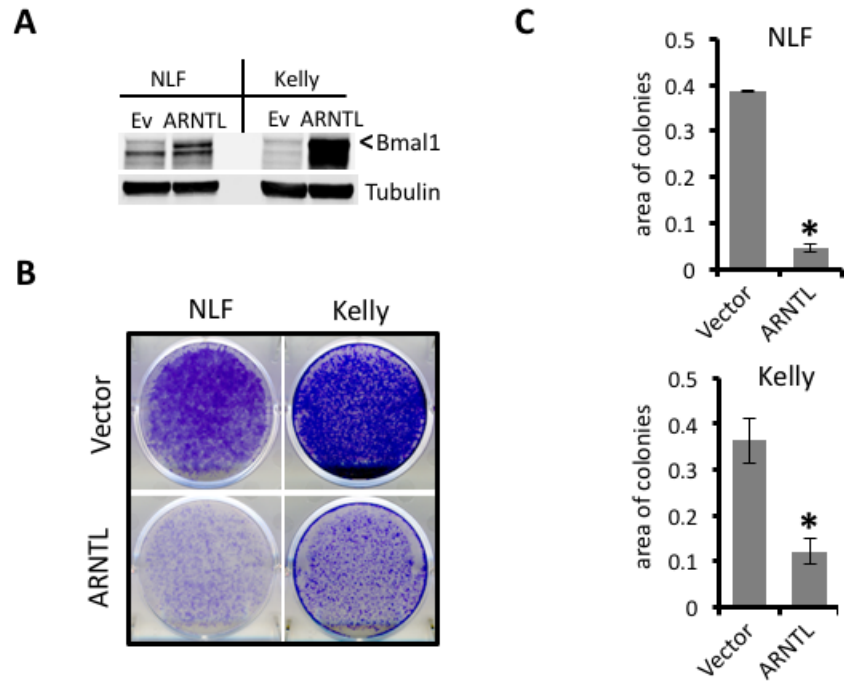 A
NLF Kelly
Ev ARNTL Ev ARNTL
<Bmal1
Tubulin
B
NLF Kelly
Vector
ARNTL
C
NLF
area of colonies
0.5
0.4
0.3
0.2
0.1
0
Vector ARNTL
*
Kelly
area of colonies
0.5
0.4
0.3
0.2
0.1
0
Vector ARNTL
*